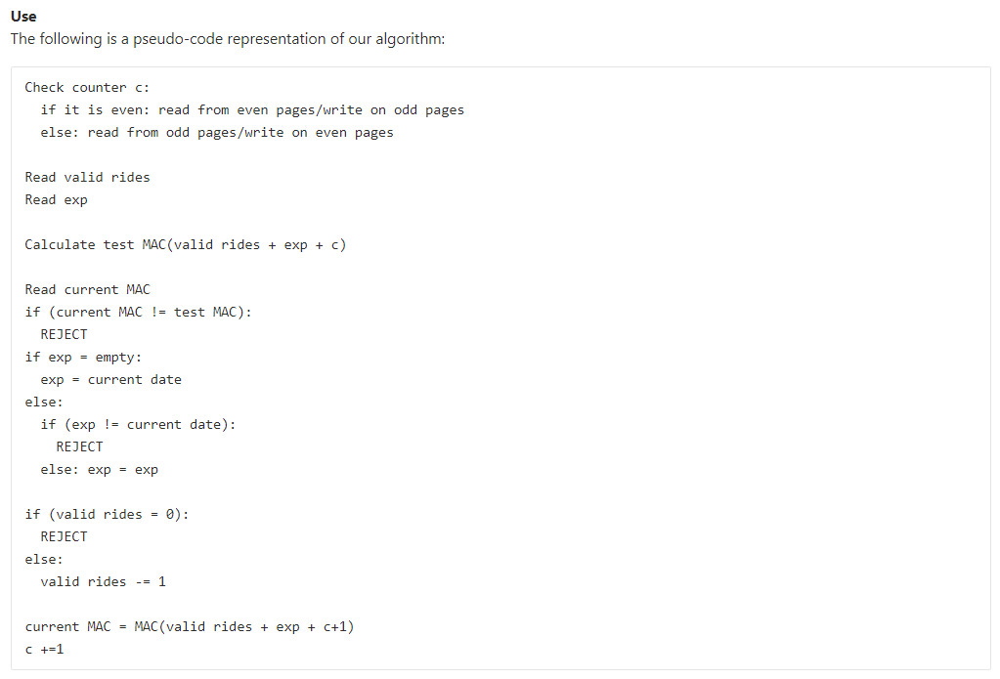 Use
The following is a pseudo-code representation of our algorithm:
Check counter c:
  if it is even: read from even pages/write on odd pages
  else: read from odd pages/write on even pages

Read valid rides
Read exp

Calculate test MAC(valid rides + exp + c)

Read current MAC
if (current MAC != test MAC):
  REJECT
if exp = empty:
  exp = current date
else:
  if (exp != current date):
    REJECT
  else: exp = exp

if (valid rides = 0):
  REJECT
else:
  valid rides -= 1

current MAC = MAC(valid rides + exp + c+1)
c +=1